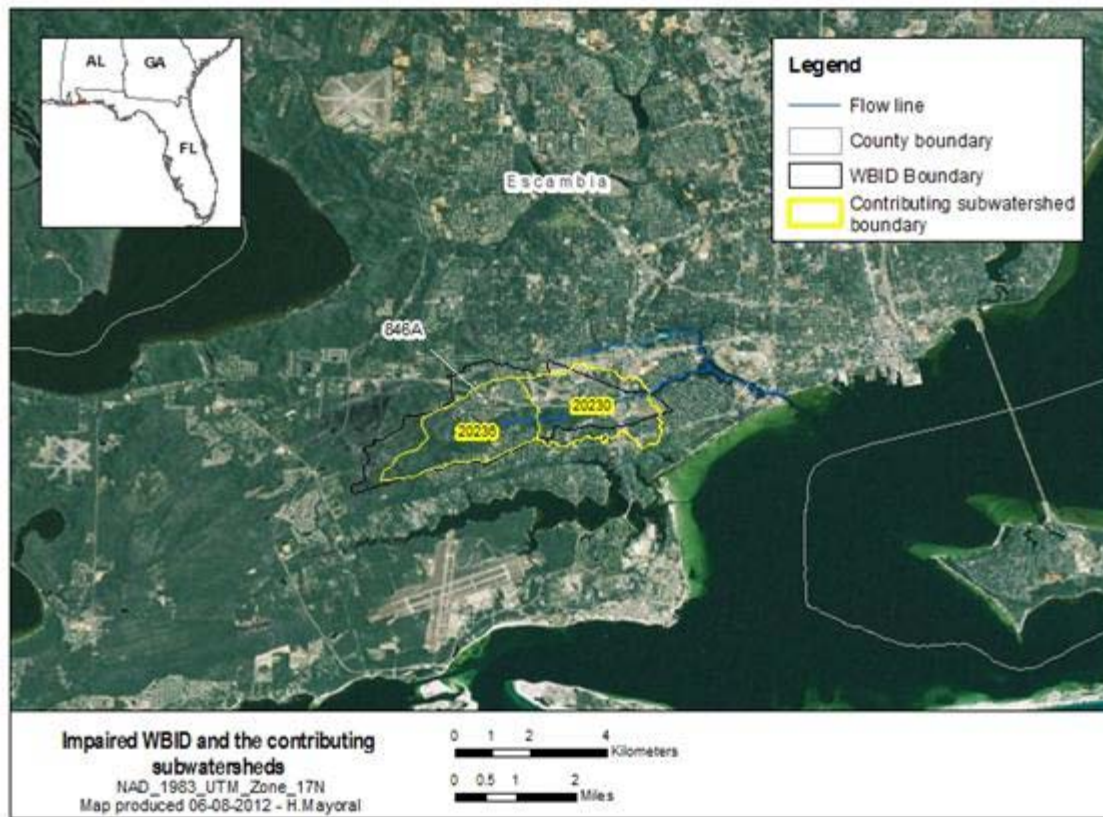 AL
GA
FL
Legend
Flow line
County boundary
WBID Boundary
Contributing subwatershed
boundary
Escambia
846A
20230
20236
Impaired WBID and the contributing
subwatersheds
NAD_1983_UTM_Zone_17N
Map produced 06-08-2012 - H.Mayoral
0 1 2 4
Kilometers
0 0.5 1 2
Miles